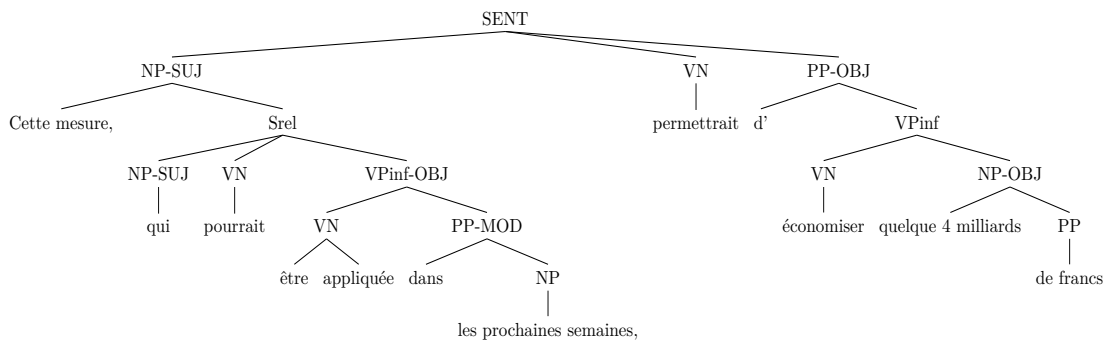 SENT
NP-SUJ VN PP-OBJ
Cette mesure, Srel permettrait d' VPinf
NP-SUJ VN VPinf-OBJ VN NP-OBJ
qui pourrait VN PP-MOD économiser quelque 4 milliards PP
être appliquée dans NP de francs
les prochaines semaines,